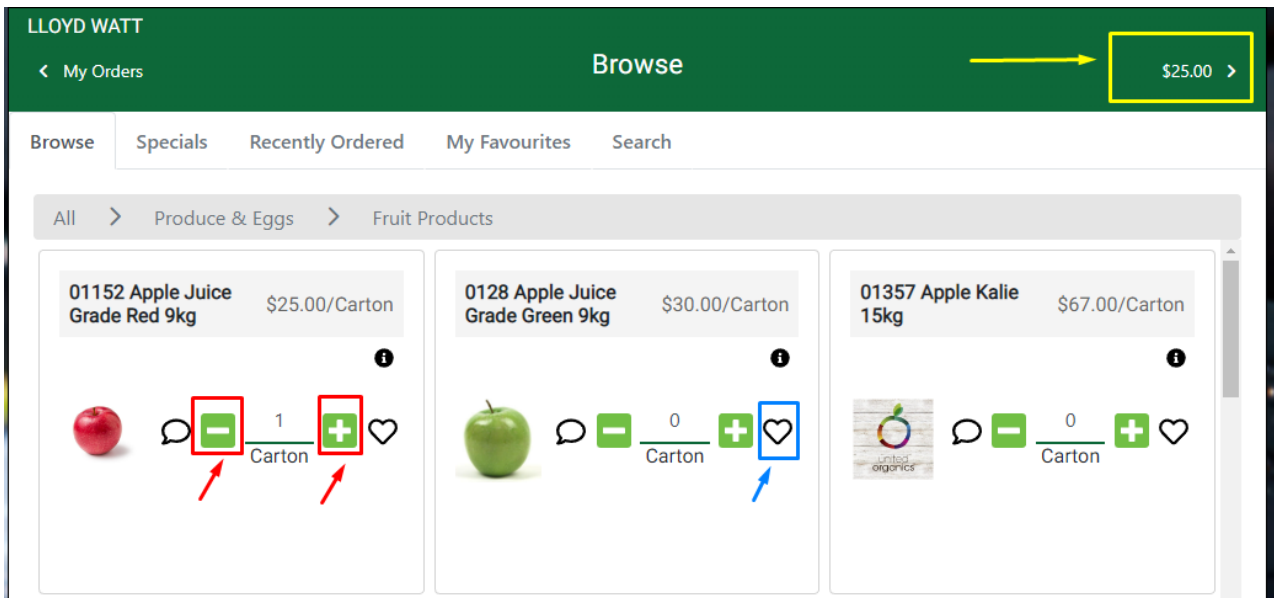 LLOYD WATT
My Orders
Browse
$25.00
Browse
Specials
Recently Ordered
My Favourites
Search
All
Produce & Eggs
Fruit Products
01152 Apple Juice
Grade Red 9kg
$25.00/Carton
1
Carton
0128 Apple Juice
Grade Green 9kg
$30.00/Carton
0
Carton
01357 Apple Kalie
15kg
$67.00/Carton
united
organics
0
Carton